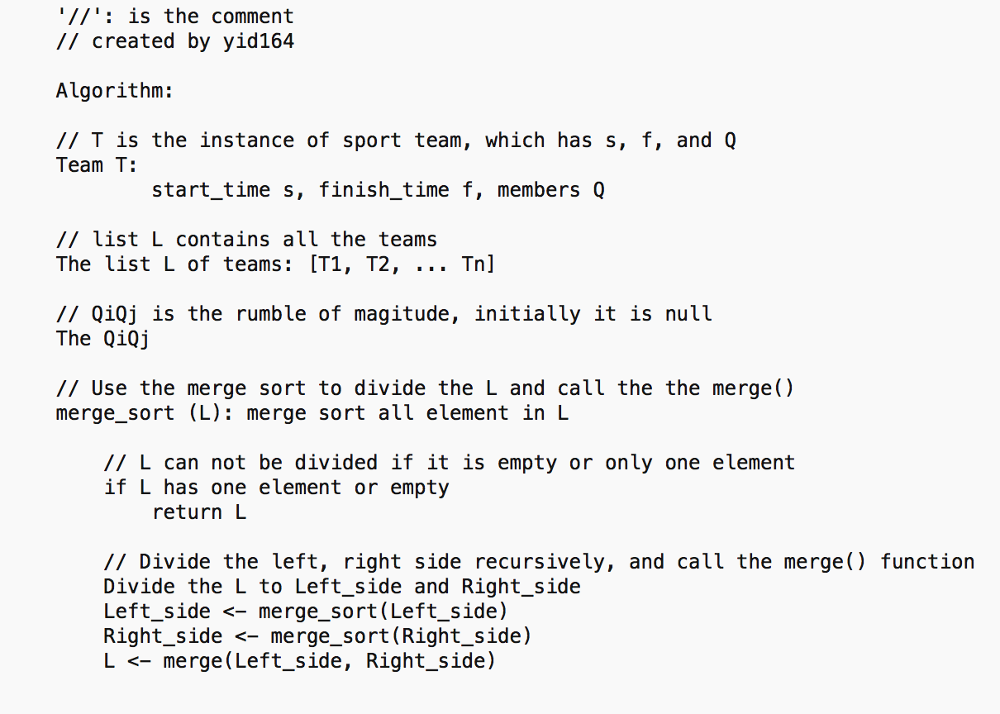 '//': is the comment
// created by yid164
Algorithm:
// T is the instance of sport team, which has s, f, and Q
Team T:
start_time s, finish_time f, members Q
// list L contains all the teams
The list L of teams: [T1, T2, ... Tn]
// QiQj is the rumble of magitude, initially it is null
The QiQj
// Use the merge sort to divide the L and call the the merge()
merge_sort (L): merge sort all element in L
// L can not be divided if it is empty or only one element
if L has one element or empty
return L
// Divide the left, right side recursively, and call the merge() function
Divide the L to Left_side and Right_side
Left_side <- merge_sort(Left_side)
Right_side <- merge_sort(Right_side)
L <- merge(Left_side, Right_side)